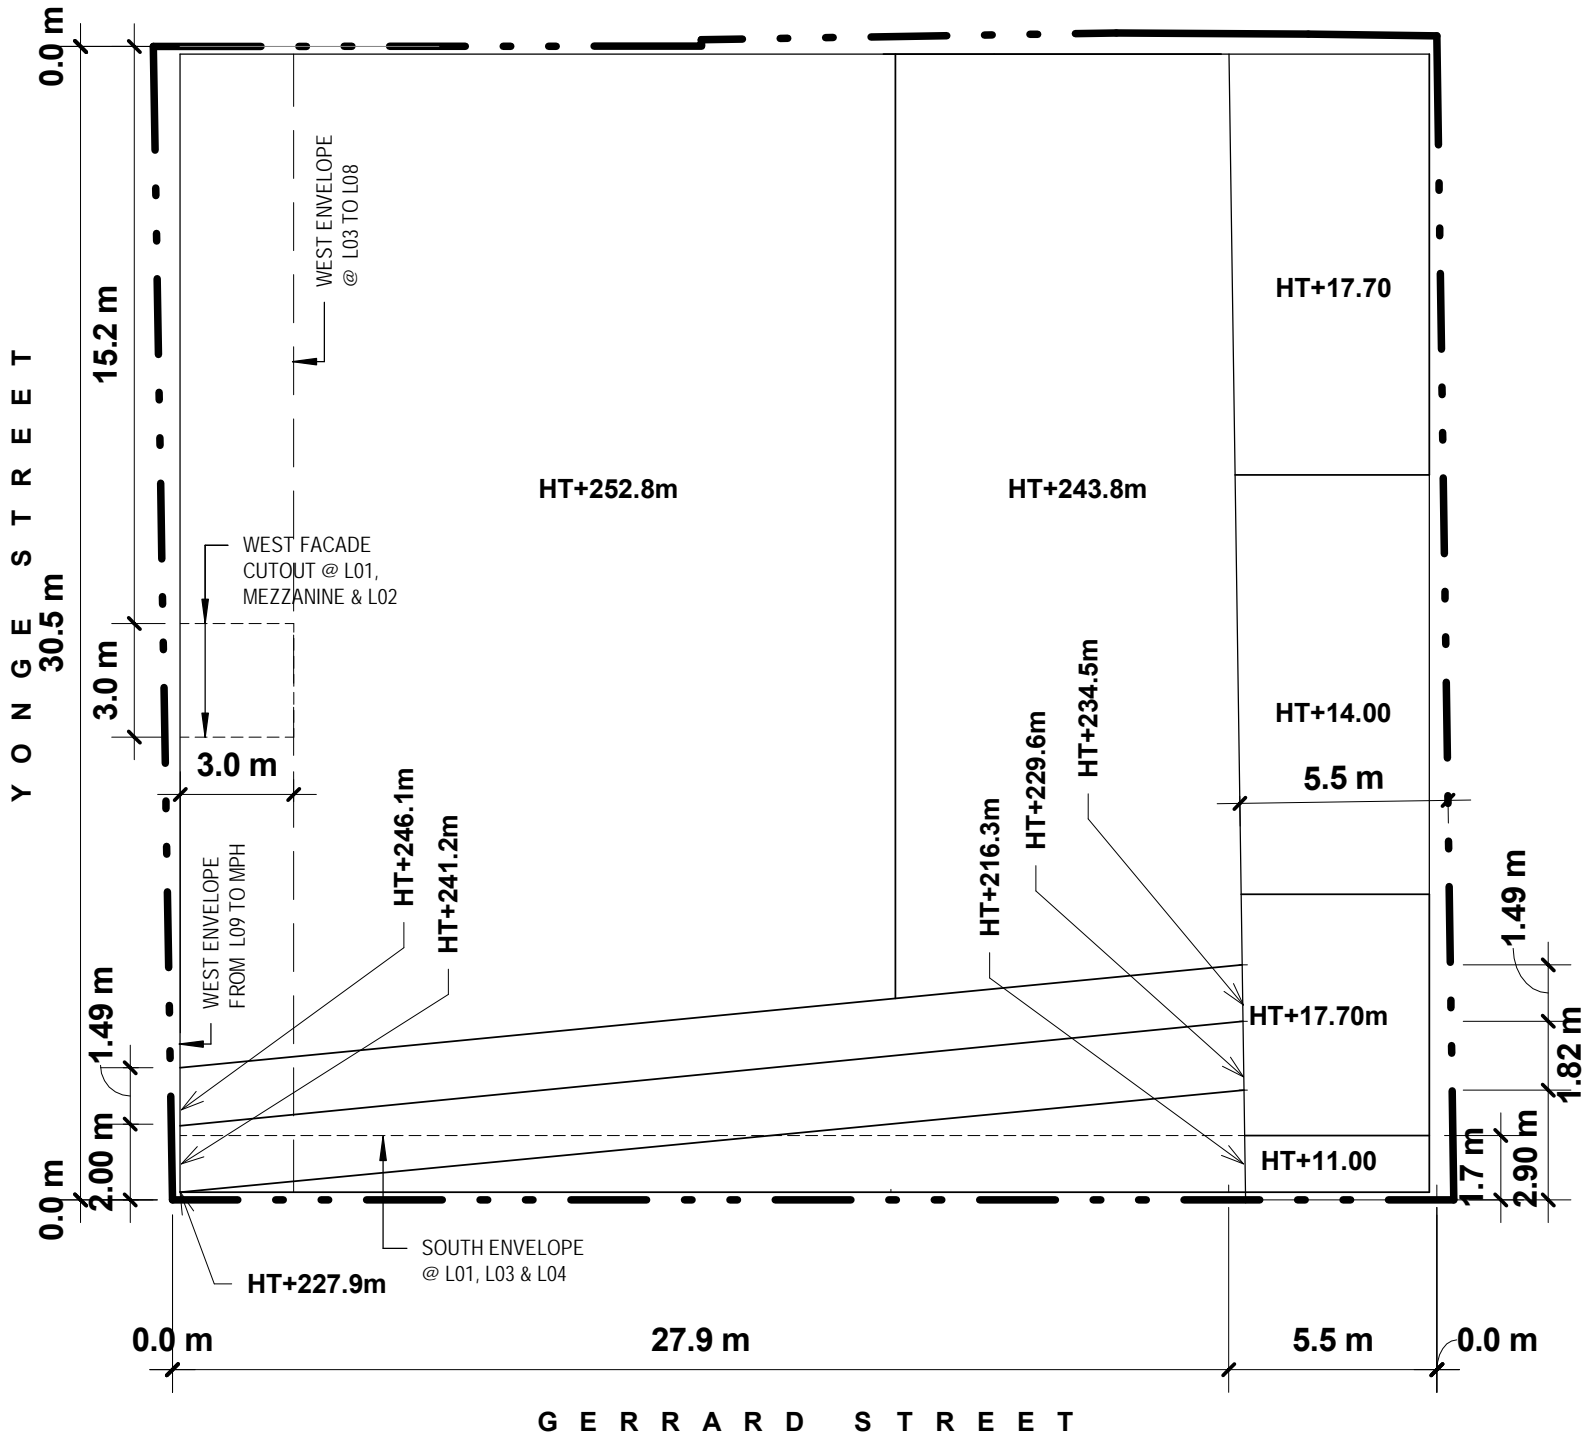 0.0 m
WEST ENVELOPE
@ L03 TO L08
15.2 m
HT+17.70
YONGE STREET
30.5 m
HT+252.8m
HT+243.8m
WEST FACADE
CUTOUT @ L01,
MEZZANINE & L02
3.0 m
3.0 m
HT+246.1m
HT+241.2m
HT+216.3m
HT+229.6m
HT+234.5m
HT+14.00
5.5 m
WEST ENVELOPE
FROM L09 TO MPH
1.49 m
2.00 m
0.0 m
HT+17.70m
HT+11.00
1.49 m
1.82 m
1.7 m
2.90 m
SOUTH ENVELOPE
@ L01, L03 & L04
HT+227.9m
0.0 m
27.9 m
5.5 m
0.0 m
GERRARD STREET